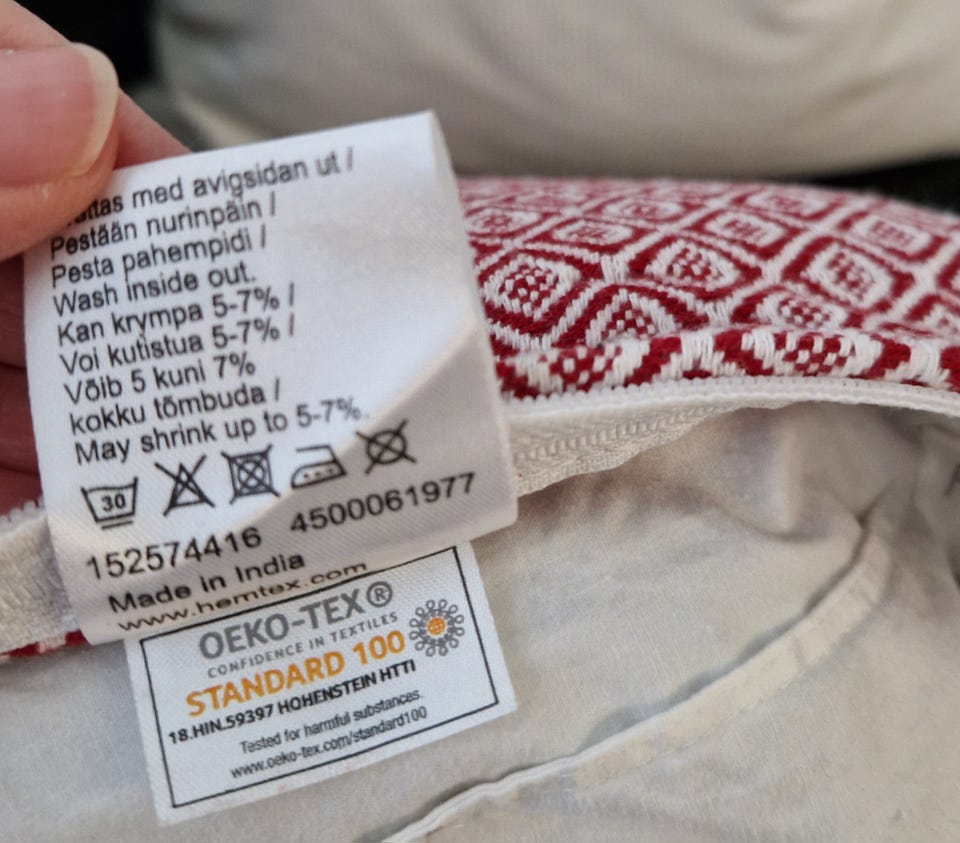 med avigsidan ut /
Pestään nurinpäin /
Pesta pahempidi /
Wash inside out.
Kan krympa 5-7% /
Voi kutistua 5-7% /
Võib 5 kuni 7%
kokku tõmbuda /
May shrink up to 5-7%.
30
152574416 4500061977
Made in India
www.hemtex.com
OEKO-TEX®
CONFIDENCE IN TEXTILES
STANDARD 100
18.HIN.59397 HOHENSTEIN HTTI
Tested for harmful substances.
www.oeko-tex.com/standard100